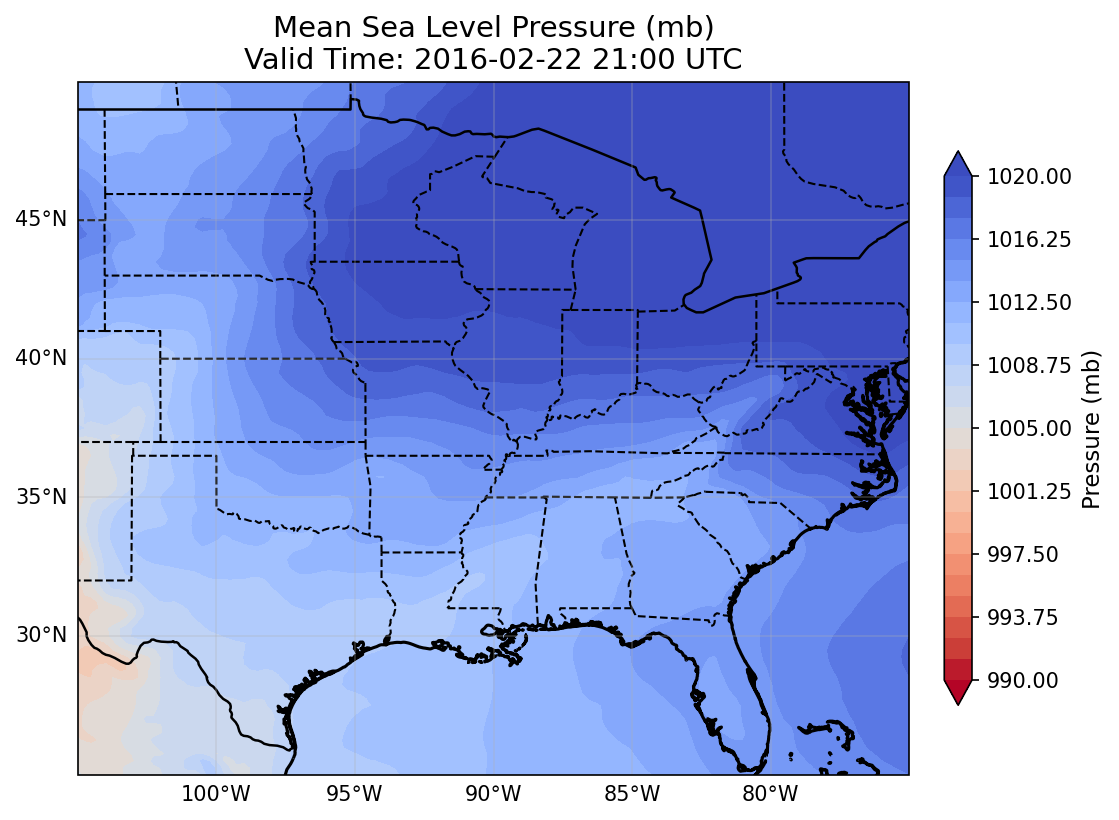 Mean Sea Level Pressure (mb)
Valid Time: 2016-02-22 21:00 UTC
45°N
40°N
35°N
30°N
100°W
95°W
90°W
85°W
80°W
1020.00
1016.25
1012.50
1008.75
1005.00
1001.25
997.50
993.75
990.00
Pressure (mb)